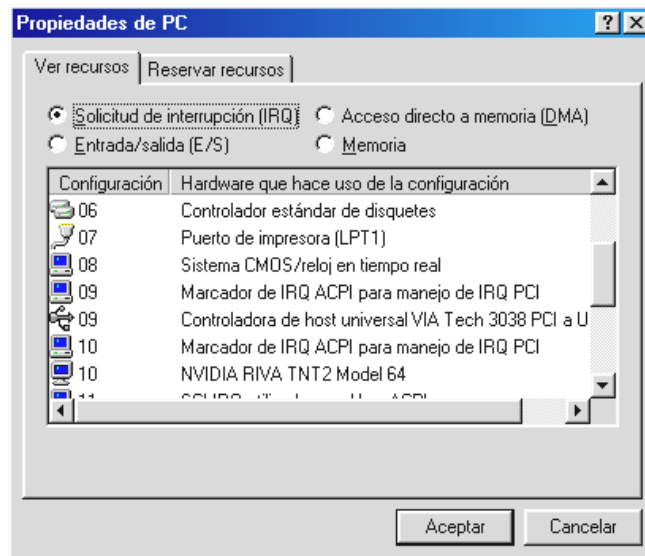 Propiedades de PC
Ver recursos Reservar recursos
Solicitud de interrupción (IRQ) Acceso directo a memoria (DMA)
Entrada/salida (E/S) Memoria
Configuración Hardware que hace uso de la configuración
06 Controlador estándar de disquetes
07 Puerto de impresora (LPT1)
08 Sistema CMOS/reloj en tiempo real
09 Marcador de IRQ ACPI para manejo de IRQ PCI
09 Controladora de host universal VIA Tech 3038 PCI a U
10 Marcador de IRQ ACPI para manejo de IRQ PCI
10 NVIDIA RIVA TNT2 Model 64
11
Aceptar Cancelar